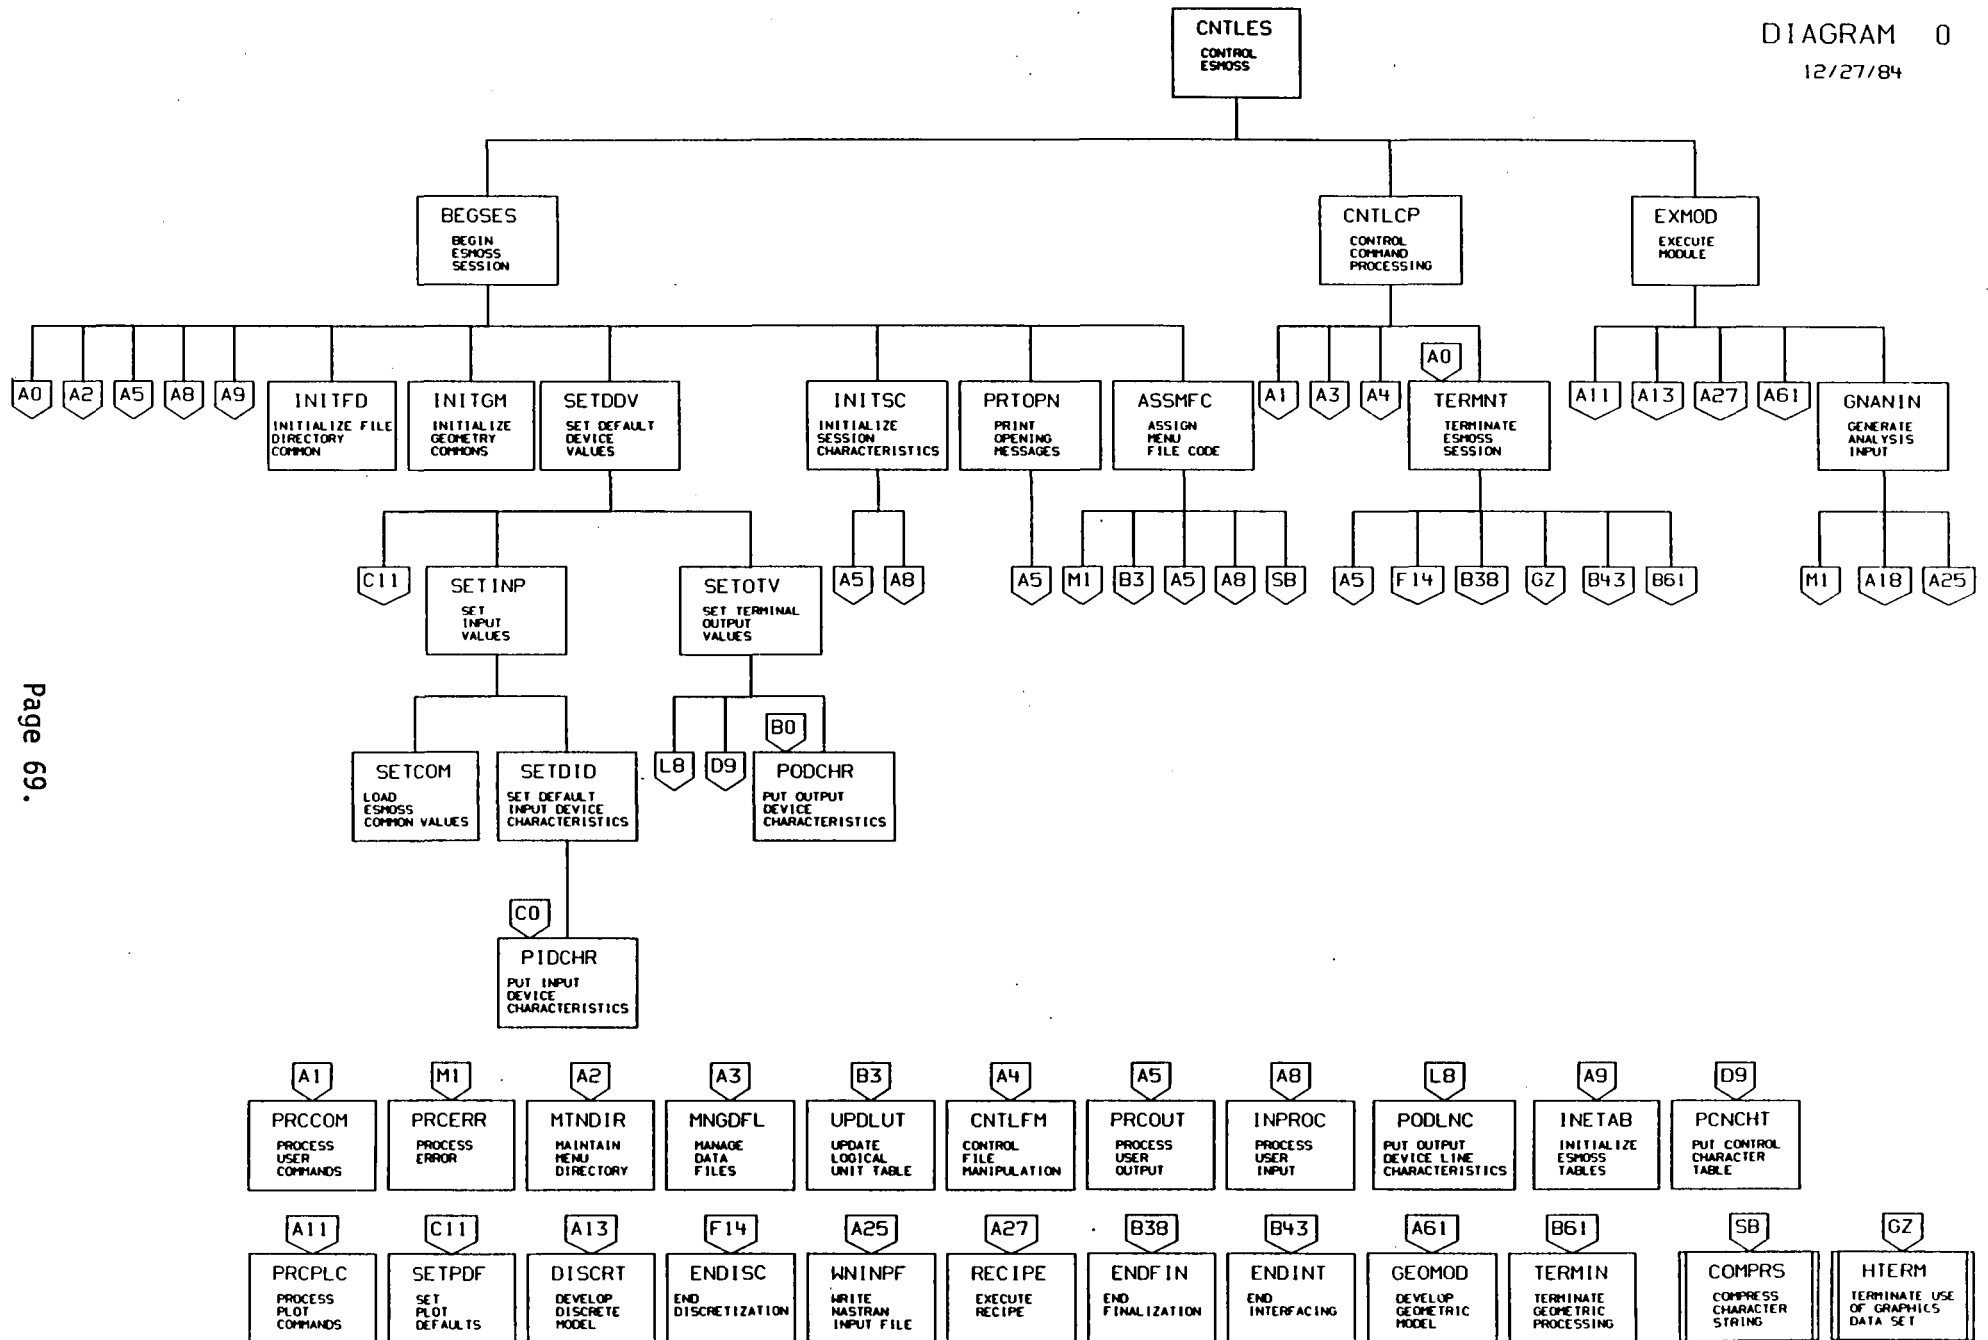 CNTLES
CONTROL
ESMOSS
DIAGRAM 0
12/27/84
BEGSES
BEGIN
ESMOSS
SESSION
CNTLCP
CONTROL
COMMAND
PROCESSING
EXMOD
EXECUTE
MODULE
A0
A2
A5
A8
A9
INITFD
INITIALIZE FILE
DIRECTORY
COMMON
INITGM
INITIALIZE
GEOMETRY
COMMONS
SETDDV
SET DEFAULT
DEVICE
VALUES
INITSC
INITIALIZE
SESSION
CHARACTERISTICS
PRTOPN
PRINT
OPENING
MESSAGES
ASSMFC
ASSIGN
MENU
FILE CODE
A1
A3
A4
A0
TERMNT
TERMINATE
ESMOSS
SESSION
A11
A13
A27
A61
GNANIN
GENERATE
ANALYSIS
INPUT
C11
SETINP
SET
INPUT
VALUES
SETOTV
SET TERMINAL
OUTPUT
VALUES
A5
A8
A5
M1
B3
A5
A8
SB
A5
F14
B38
GZ
B43
B61
M1
A18
A25
SETCOM
LOAD
ESMOSS
COMMON VALUES
SETDID
SET DEFAULT
INPUT DEVICE
CHARACTERISTICS
L8
D9
B0
PODCHR
PUT OUTPUT
DEVICE
CHARACTERISTICS
C0
PIDCHR
PUT INPUT
DEVICE
CHARACTERISTICS
Page 69.
A1
PRCCOM
PROCESS
USER
COMMANDS
M1
PRCERR
PROCESS
ERROR
A2
MTNDIR
MAINTAIN
MENU
DIRECTORY
A3
MNGDFL
MANAGE
DATA
FILES
B3
UPDLUT
UPDATE
LOGICAL
UNIT TABLE
A4
CNTLFM
CONTROL
FILE
MANIPULATION
A5
PRCOUT
PROCESS
USER
OUTPUT
A8
INPROC
PROCESS
USER
INPUT
L8
PODLNC
PUT OUTPUT
DEVICE LINE
CHARACTERISTICS
A9
INETAB
INITIALIZE
ESMOSS
TABLES
D9
PCNCHT
PUT CONTROL
CHARACTER
TABLE
A11
PRCPLC
PROCESS
PLOT
COMMANDS
C11
SETPDF
SET
PLOT
DEFAULTS
A13
DISCRT
DEVELOP
DISCRETE
MODEL
F14
ENDISC
END
DISCRETIZATION
A25
WNINPF
WRITE
NASTRAN
INPUT FILE
A27
RECIPE
EXECUTE
RECIPE
B38
ENDFIN
END
FINALIZATION
B43
ENDINT
END
INTERFACING
A61
GEOMOD
DEVELOP
GEOMETRIC
MODEL
B61
TERMIN
TERMINATE
GEOMETRIC
PROCESSING
SB
COMPRS
COMPRESS
CHARACTER
STRING
GZ
HTERM
TERMINATE USE
OF GRAPHICS
DATA SET